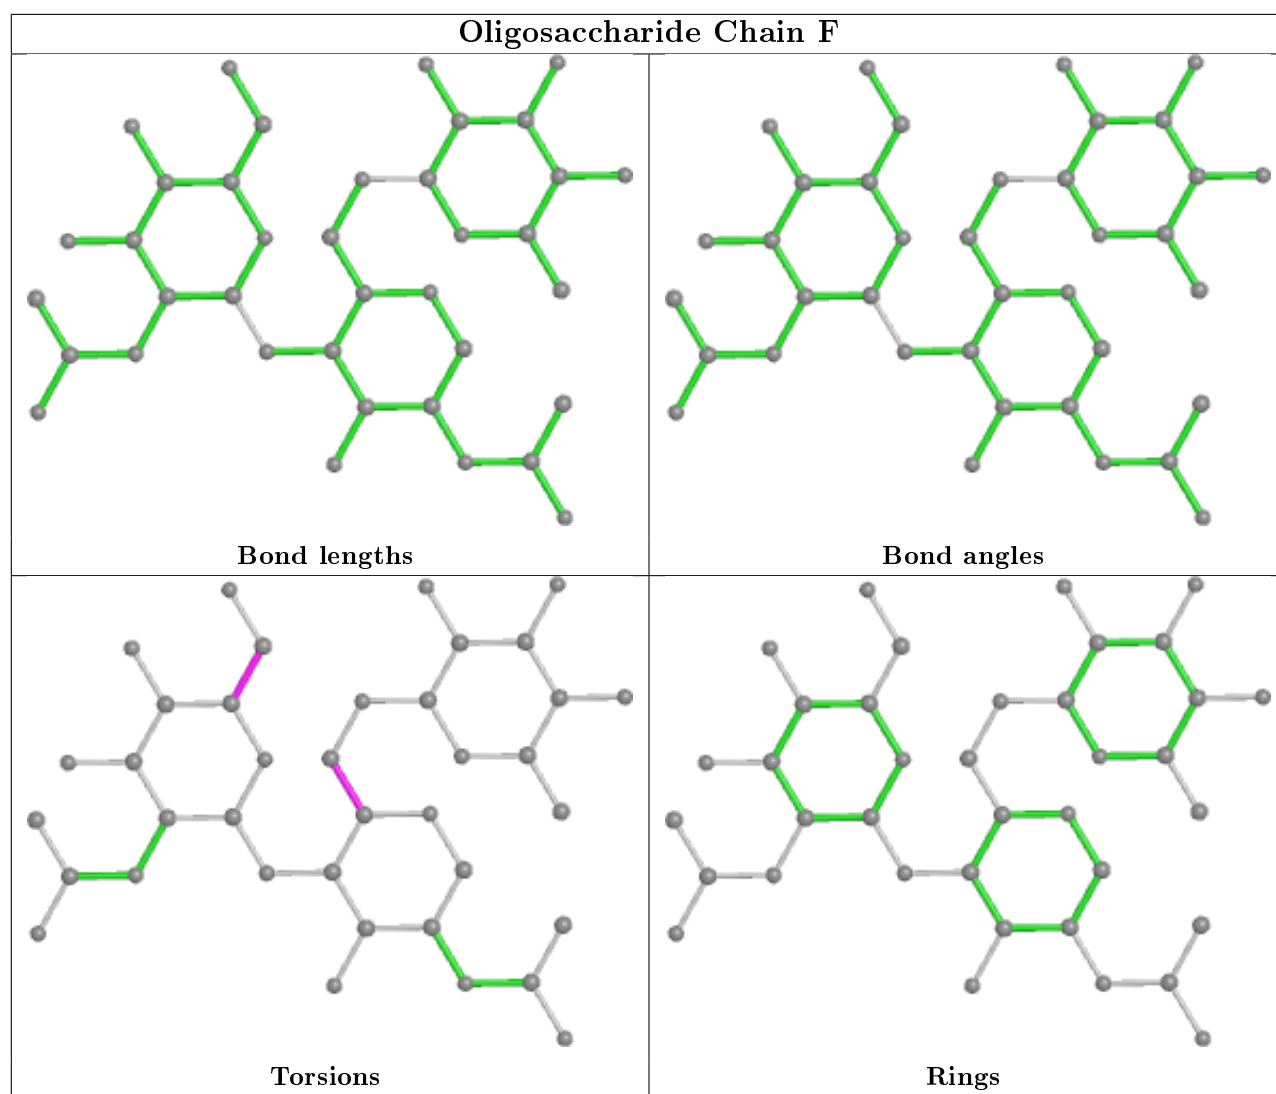 Oligosaccharide Chain F
Bond lengths
Bond angles
Torsions
Rings